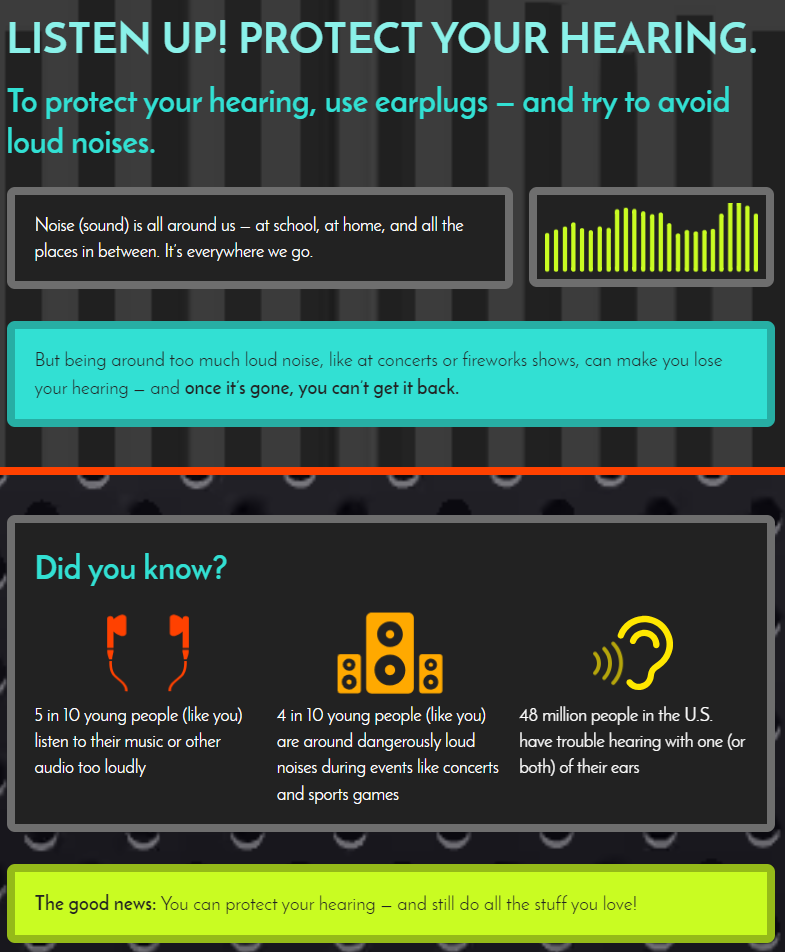 LISTEN UP! PROTECT YOUR HEARING.
To protect your hearing, use earplugs – and try to avoid
loud noises.
Noise (sound) is all around us – at school, at home, and all the
places in between. It's everywhere we go.
But being around too much loud noise, like at concerts or fireworks shows, can make you lose
your hearing – and once it's gone, you can't get it back.
Did you know?
5 in 10 young people (like you)
listen to their music or other
audio too loudly
4 in 10 young people (like you)
are around dangerously loud
noises during events like concerts
and sports games
48 million people in the U.S.
have trouble hearing with one (or
both) of their ears
The good news: You can protect your hearing – and still do all the stuff you love!